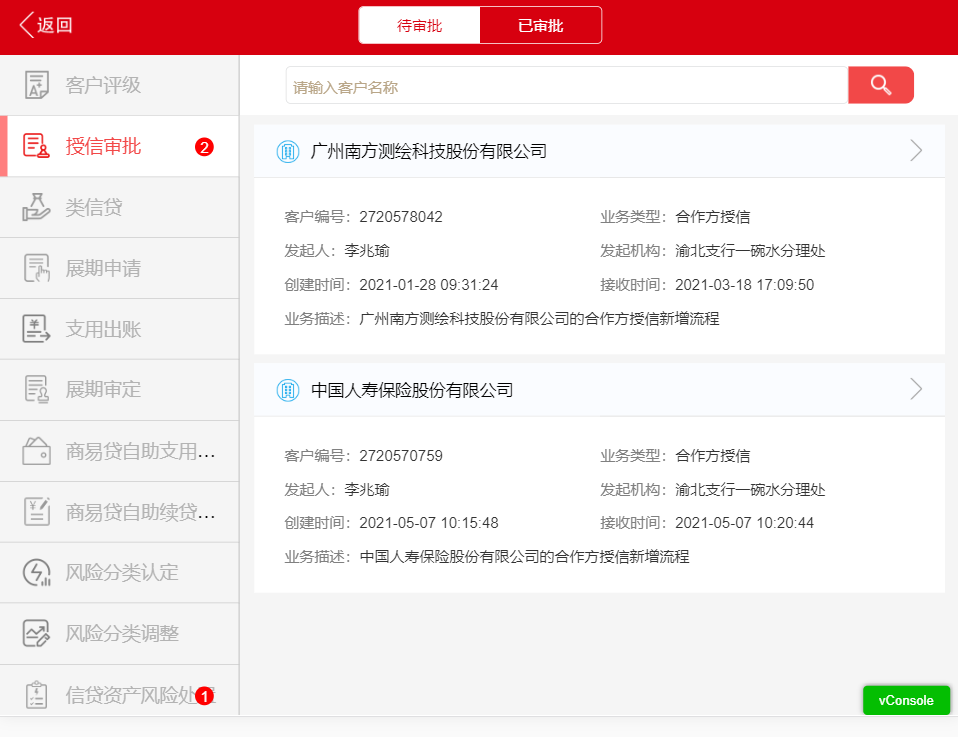 返回
待审批
已审批
客户评级
授信审批
2
类信贷
展期申请
支用出账
展期审定
商易贷自助支用...
商易贷自助续贷...
风险分类认定
风险分类调整
信贷资产风险处
1
请输入客户名称
广州南方测绘科技股份有限公司
客户编号：2720578042
业务类型：合作方授信
发起人：李兆瑜
发起机构：渝北支行一碗水分理处
创建时间：2021-01-28 09:31:24
接收时间：2021-03-18 17:09:50
业务描述：广州南方测绘科技股份有限公司的合作方授信新增流程
中国人寿保险股份有限公司
客户编号：2720570759
业务类型：合作方授信
发起人：李兆瑜
发起机构：渝北支行一碗水分理处
创建时间：2021-05-07 10:15:48
接收时间：2021-05-07 10:20:44
业务描述：中国人寿保险股份有限公司的合作方授信新增流程
vConsole